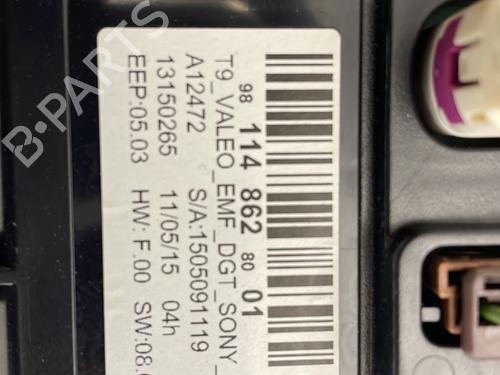 98 114 862 80 01
T9_VALEO_EMF_DGT_SONY_
A12472 S/A:1505091119
13150265 11/05/15 04h
EEP:05.03 HW: F.00 SW:08.
B-PARTS